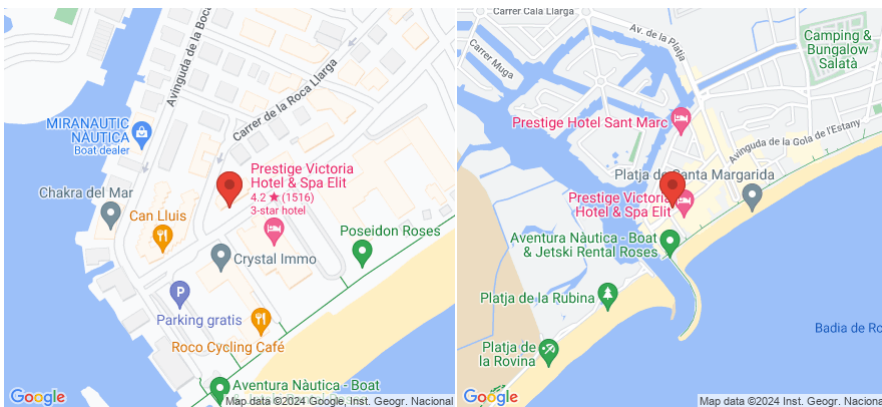 Avinguda de la Roca
Carrer de la Roca Llarga
MIRANAUTIC
NÀUTICA
Boat dealer
Prestige Victoria
Hotel & Spa Elit
4.2 ★ (1516)
3-star hotel
Chakra del Mar
Can Lluis
Poseidon Roses
Crystal Immo
P
Parking gratis
Roco Cycling Café
Aventura Nàutica - Boat
Google
Map data ©2024 Google, Inst. Geogr. Nacional
Carrer Cala Llarga
Av. de la Platja
Carrer Muga
Camping &
Bungalow
Salatà
Prestige Hotel Sant Marc
Avinguda de la Gola de l'Estany
Platja de Santa Margarida
Prestige Victoria
Hotel & Spa Elit
Aventura Nàutica - Boat
& Jetski Rental Roses
Platja de la Rubina
Badia de Ro
Platja de
la Rovina
Google
Map data ©2024 Google, Inst. Geogr. Nacional